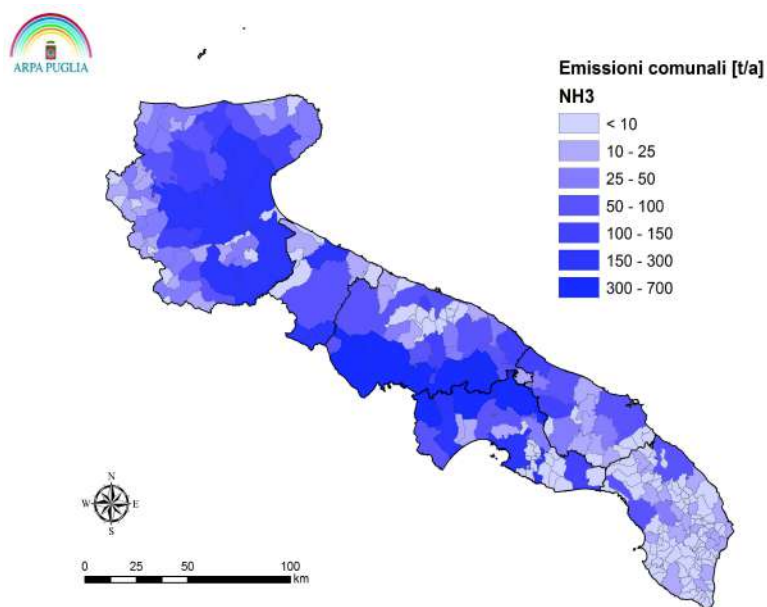 ARPA PUGLIA
Emissioni comunali [t/a]
NH3
< 10
10 - 25
25 - 50
50 - 100
100 - 150
150 - 300
300 - 700
N
W E
S
0 25 50 100
km